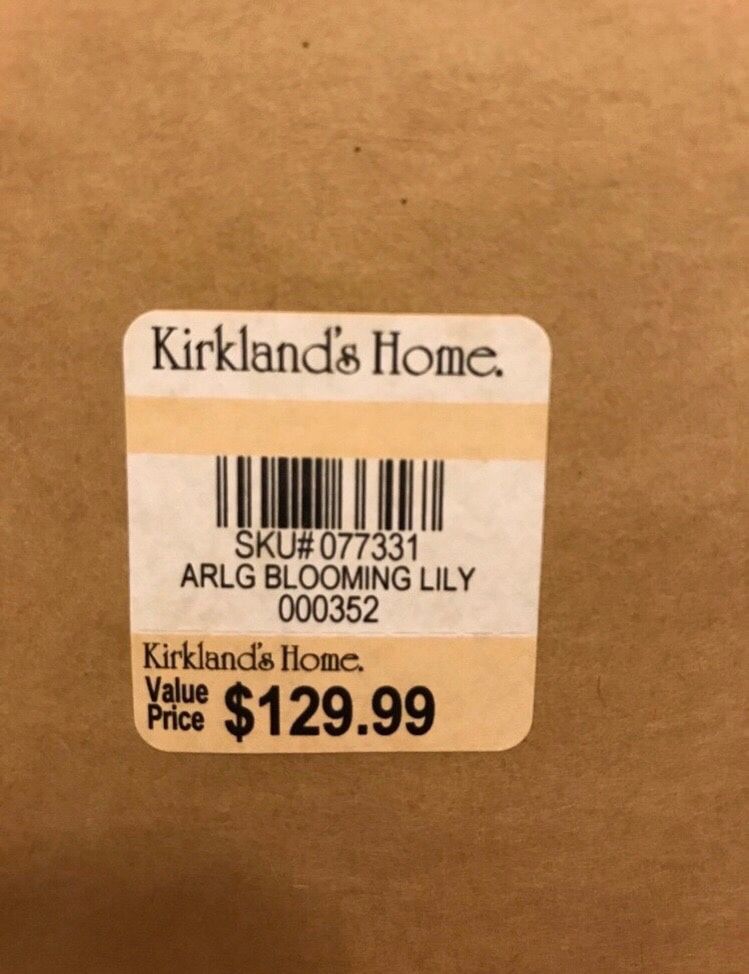 Kirkland's Home.
SKU# 077331
ARLG BLOOMING LILY
000352
Kirkland's Home.
Value
Price $129.99